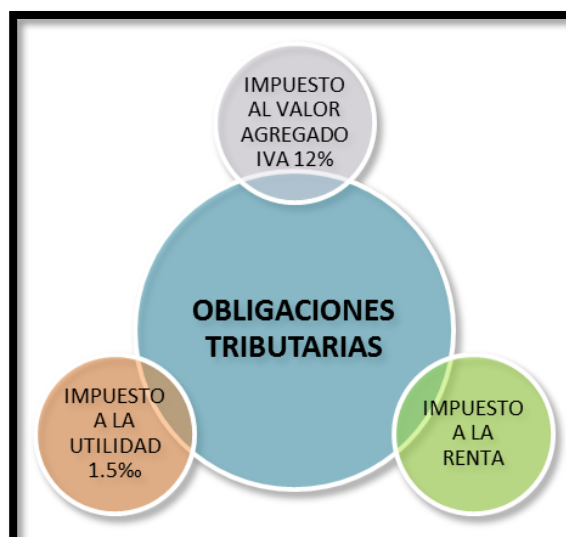 IMPUESTO
AL VALOR
AGREGADO
IVA 12%
OBLIGACIONES
TRIBUTARIAS
IMPUESTO
A LA
UTILIDAD
1.5‰
IMPUESTO
A LA
RENTA